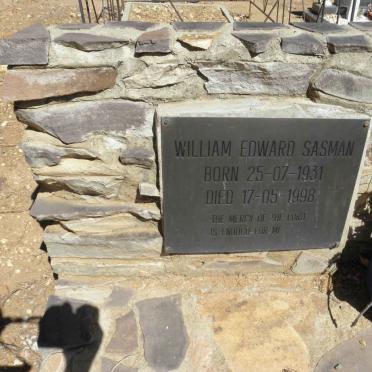 WILLIAM EDWARD SASMAN
BORN 25-07-1931
DIED 17-05-1998
THE MERCY OF THE LORD
IS ENOUGH FOR ME